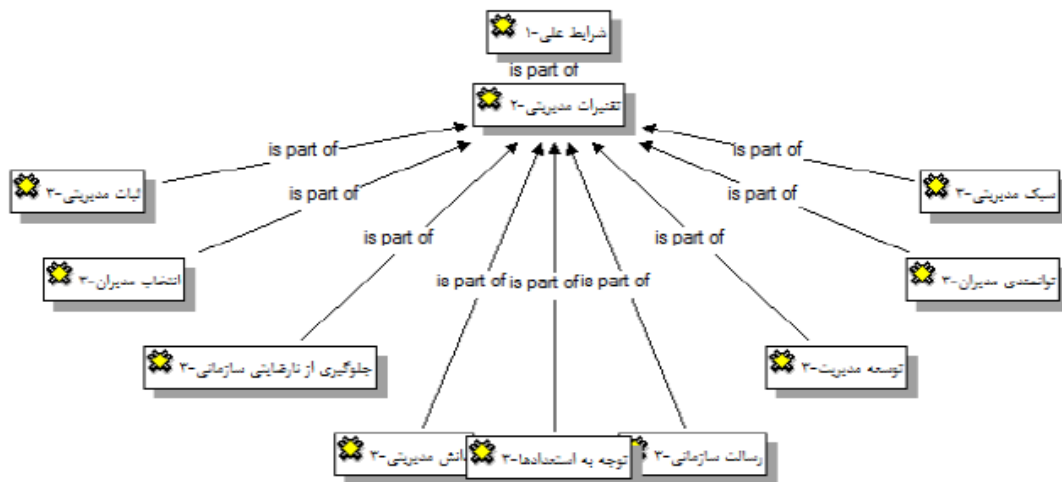 شرایط علی-۱
is part of
تغییرات مدیریتی-۲
is part of
is part of
is part of
is part of
is part of
is part of
is part of
is part of
is part of
ثبات مدیریتی-۳
سبک مدیریتی-۳
انتخاب مدیران-۳
توانمندی مدیران-۳
جلوگیری از نارضایتی سازمانی-۳
توسعه مدیریت-۳
مدیریتی-۳
توجه به استعدادها-۳
رسالت سازمانی-۳